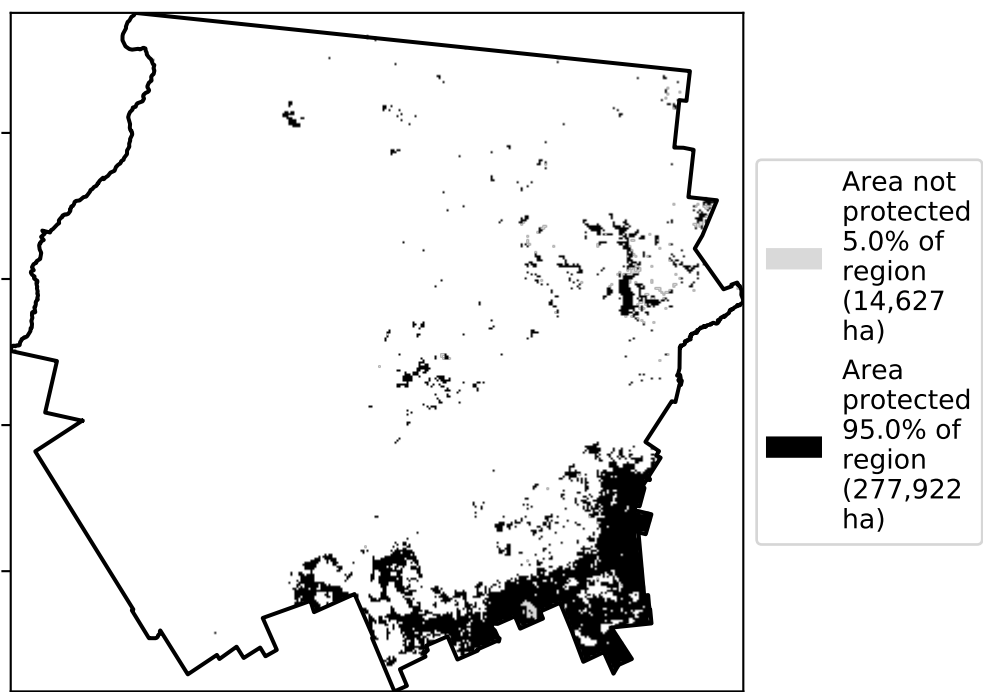 Area not
protected
5.0% of
region
(14,627
ha)
Area
protected
95.0% of
region
(277,922
ha)